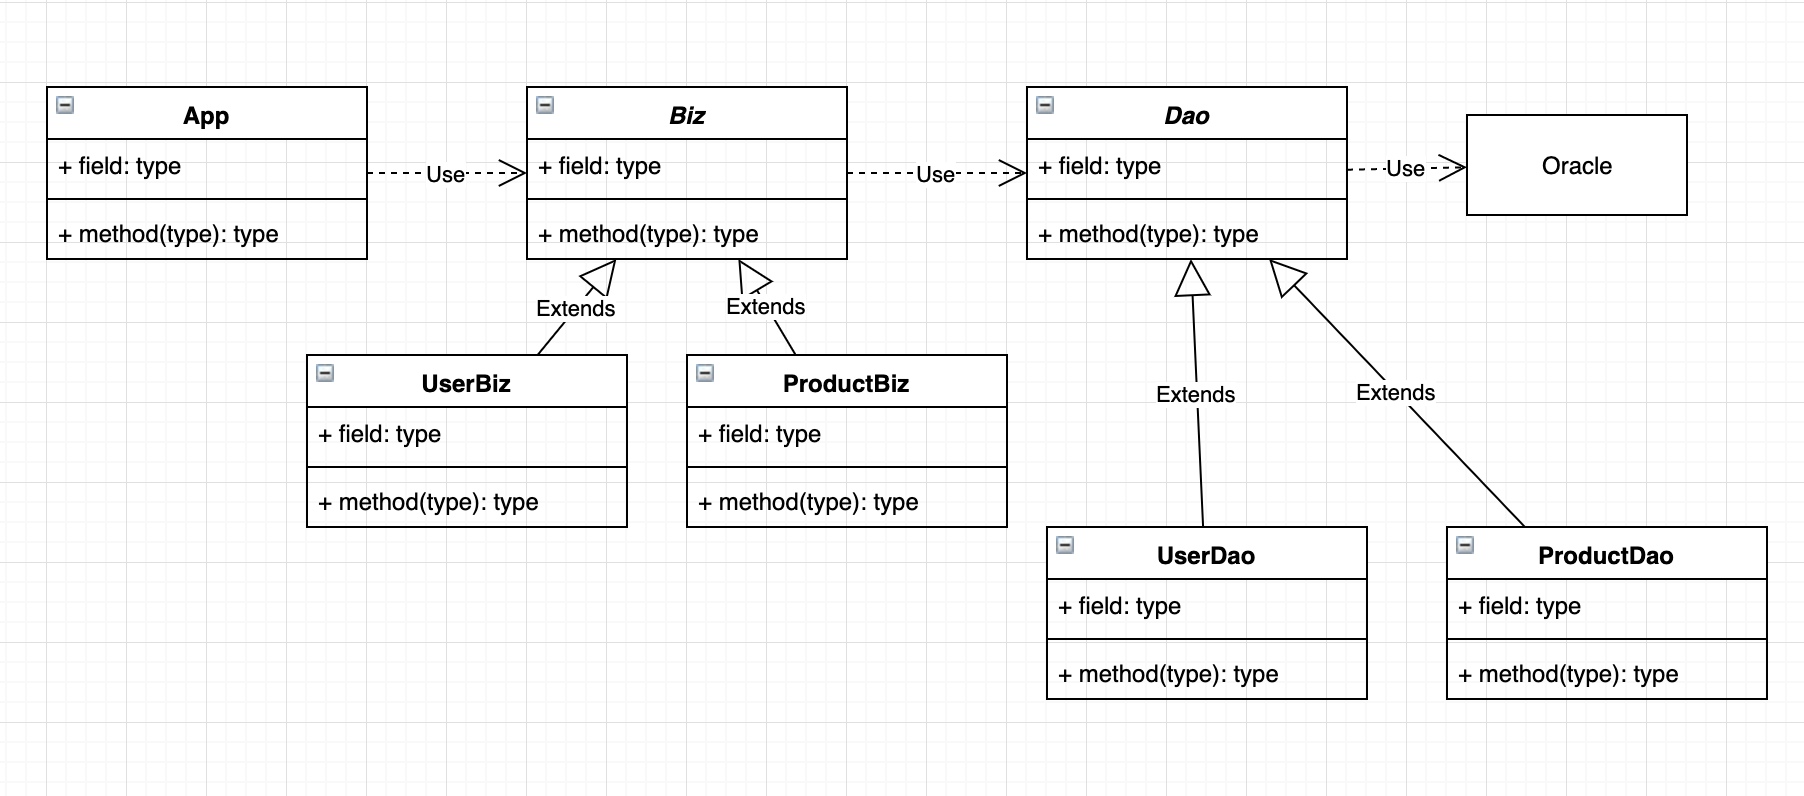 App
+ field: type
+ method(type): type
Use
Biz
+ field: type
+ method(type): type
Use
Dao
+ field: type
+ method(type): type
Use
Oracle
Extends
Extends
UserBiz
+ field: type
+ method(type): type
ProductBiz
+ field: type
+ method(type): type
Extends
Extends
UserDao
+ field: type
+ method(type): type
ProductDao
+ field: type
+ method(type): type